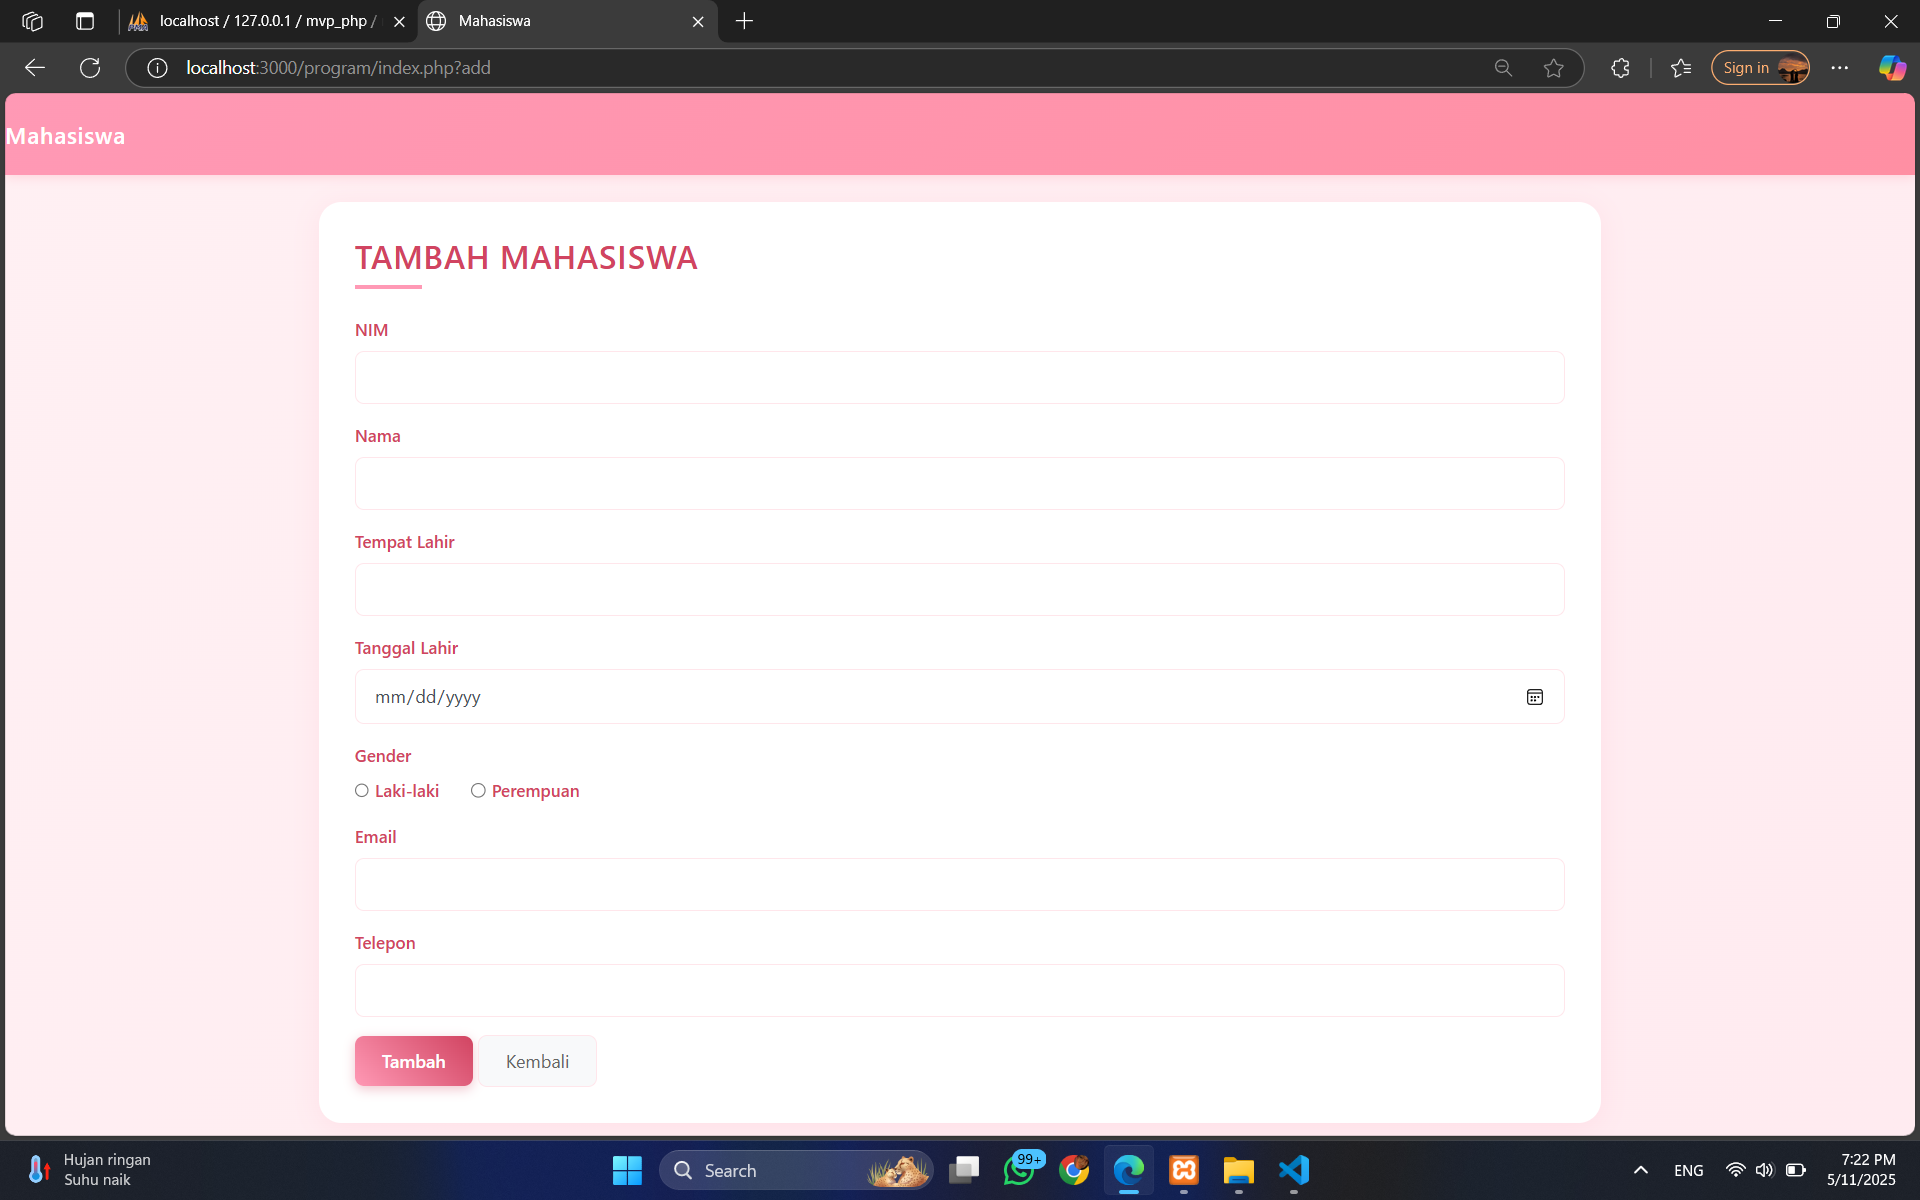 localhost / 127.0.0.1 / mvp_php /
Mahasiswa
localhost:3000/program/index.php?add
Sign in
Mahasiswa
TAMBAH MAHASISWA
NIM
Nama
Tempat Lahir
Tanggal Lahir
mm/dd/yyyy
Gender
Laki-laki Perempuan
Email
Telepon
Tambah Kembali
Hujan ringan
Suhu naik
Search
99+
ENG
7:22 PM
5/11/2025